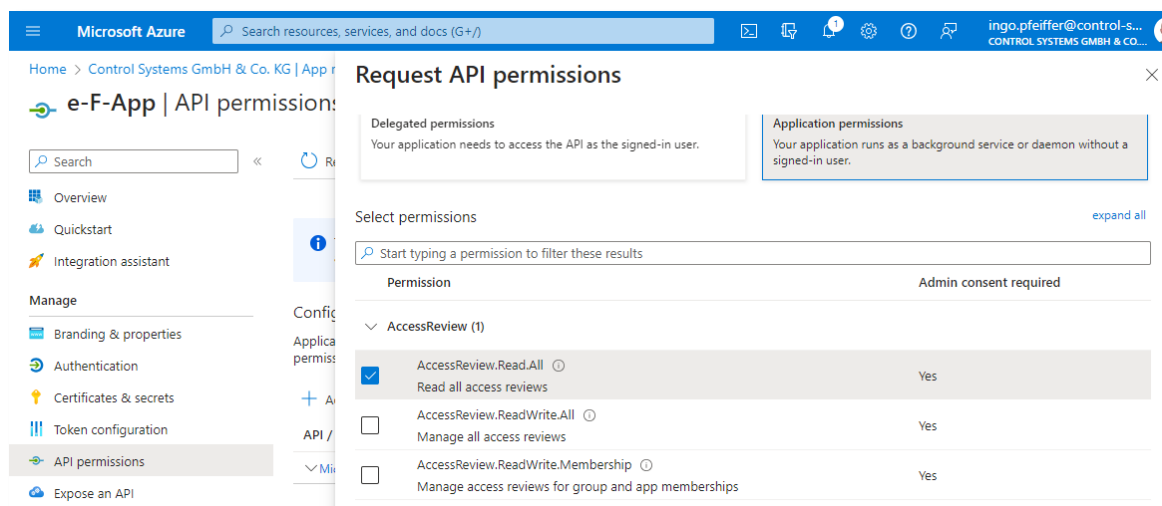 Microsoft Azure
Search resources, services, and docs (G+/)
1
ingo.pfeiffer@control-s...
CONTROL SYSTEMS GMBH & CO....
Home > Control Systems GmbH & Co. KG | App r
e-F-App | API permissions
Search
«
Re
Overview
Quickstart
Integration assistant
Manage
Branding & properties
Authentication
Certificates & secrets
Token configuration
API permissions
Expose an API
Config
Applica
permiss
+ A
API /
Mic
Request API permissions
Delegated permissions
Your application needs to access the API as the signed-in user.
Application permissions
Your application runs as a background service or daemon without a
signed-in user.
Select permissions
expand all
Start typing a permission to filter these results
Permission
Admin consent required
AccessReview (1)
AccessReview.Read.All
Read all access reviews
Yes
AccessReview.ReadWrite.All
Manage all access reviews
Yes
AccessReview.ReadWrite.Membership
Manage access reviews for group and app memberships
Yes